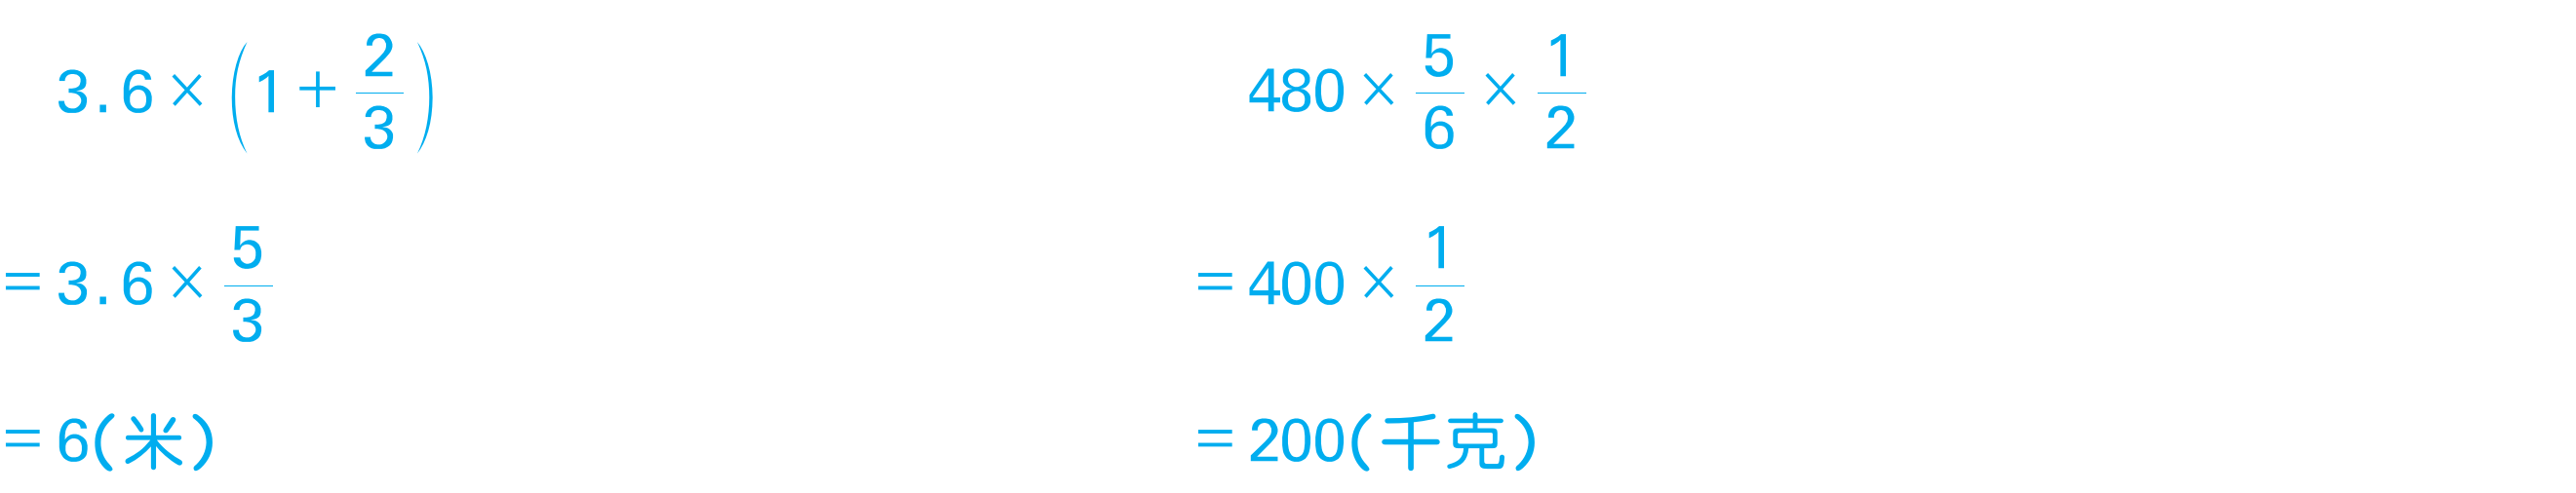 3.6×(1+2/3)
=3.6×5/3
=6(米)
480×5/6×1/2
=400×1/2
=200(千克)